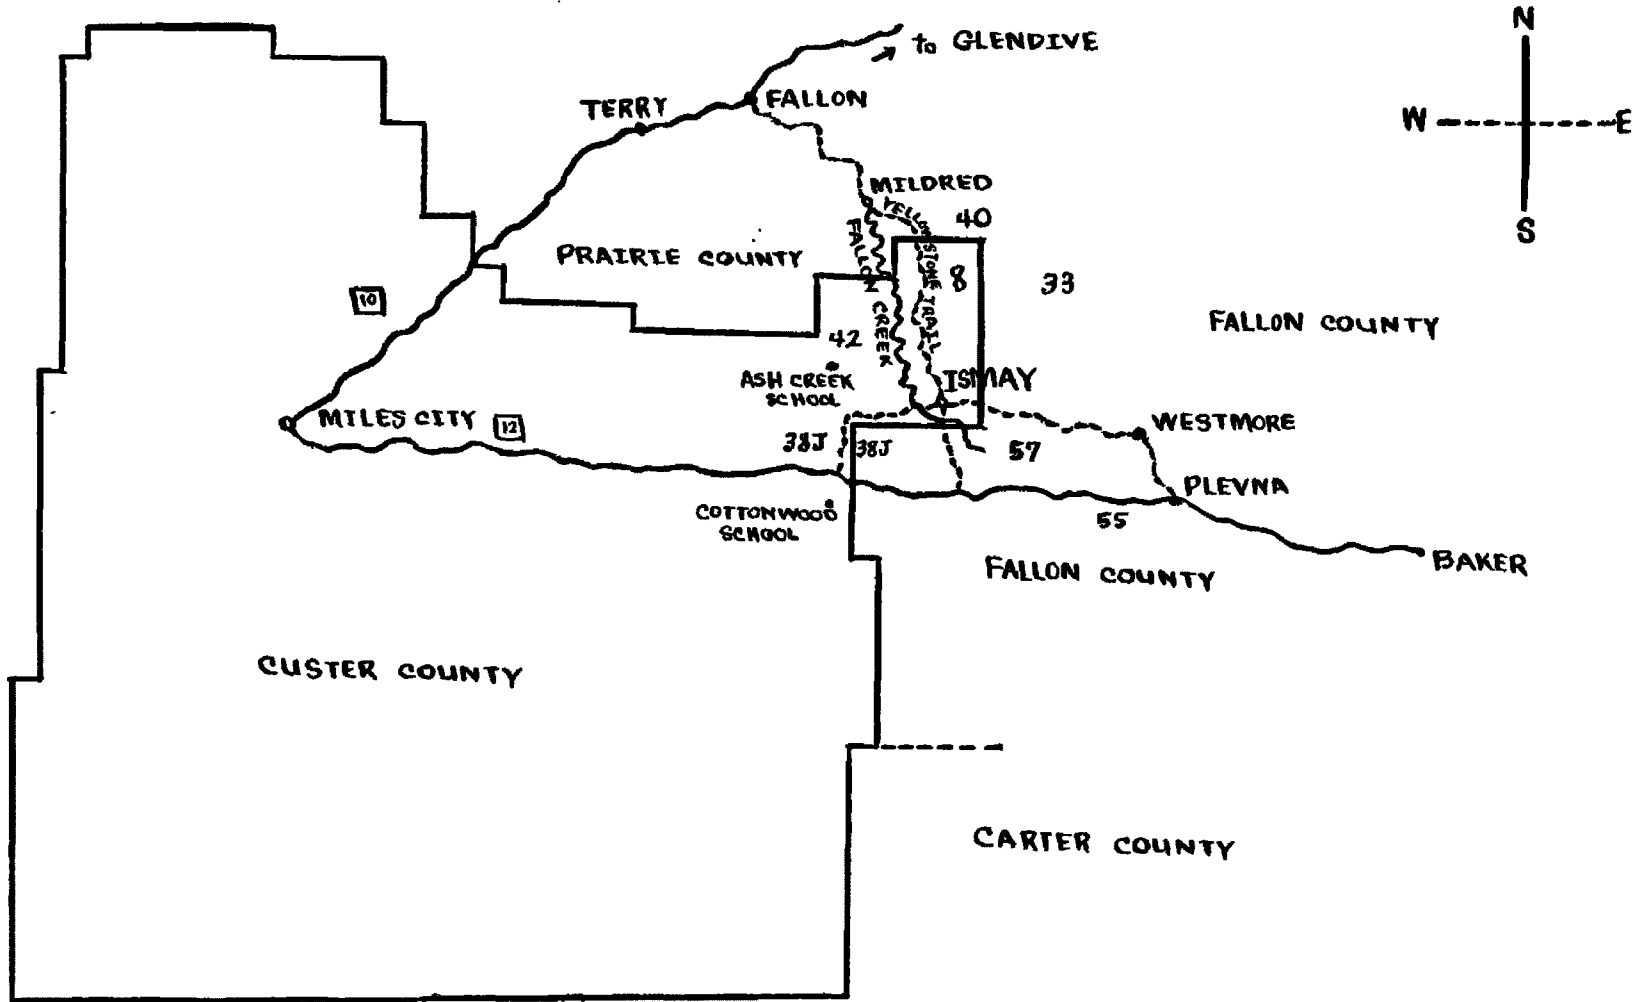 N
to GLENDIVE
TERRY
FALLON
W E
MILDRED
40
S
YELLOWSTONE TRAIL
FALLON CREEK
PRAIRIE COUNTY
8
33
10
FALLON COUNTY
42
ASH CREEK
SCHOOL
ISMAY
MILES CITY
12
WESTMORE
38J
38J
57
PLEVNA
COTTONWOOD
SCHOOL
55
BAKER
FALLON COUNTY
CUSTER COUNTY
CARTER COUNTY